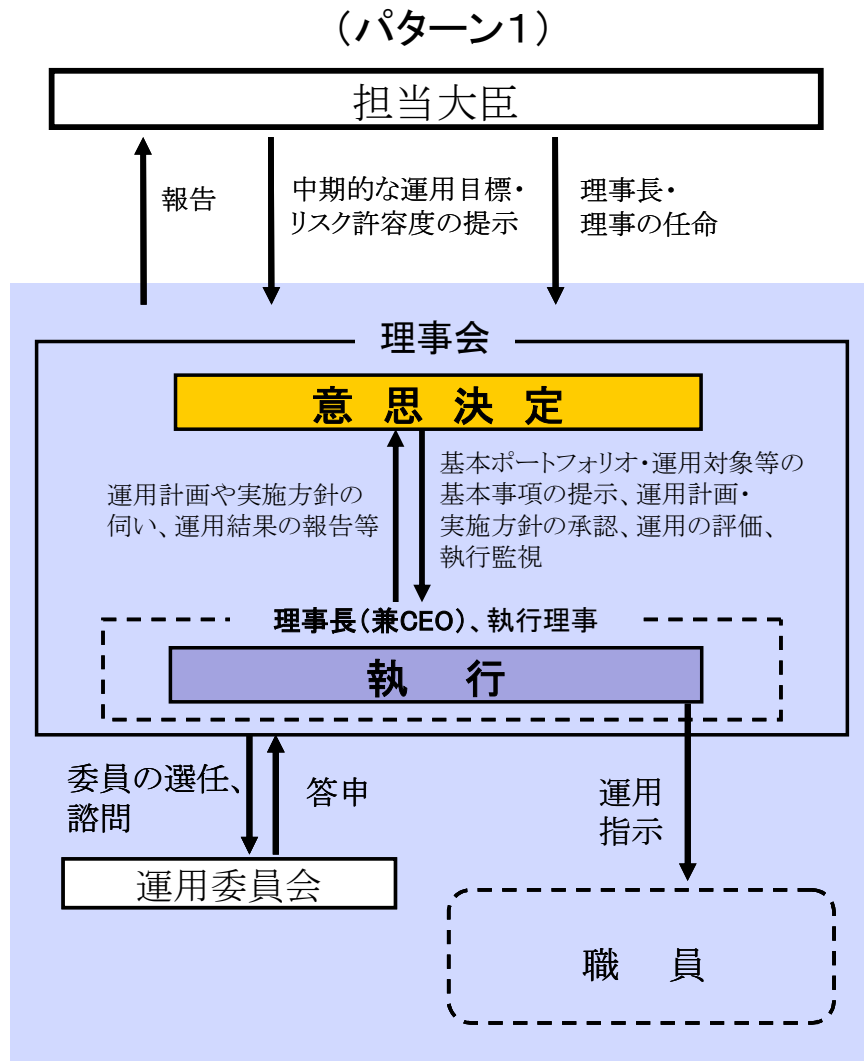 （パターン１）
担当大臣
報告
中期的な運用目標・
リスク許容度の提示
理事長・
理事の任命
理事会
意 思 決 定
運用計画や実施方針の
伺い、運用結果の報告等
基本ポートフォリオ・運用対象等の
基本事項の提示、運用計画・
実施方針の承認、運用の評価、
執行監視
理事長（兼CEO）、執行理事
執 行
委員の選任、
諮問
答申
運用
指示
運用委員会
職 員